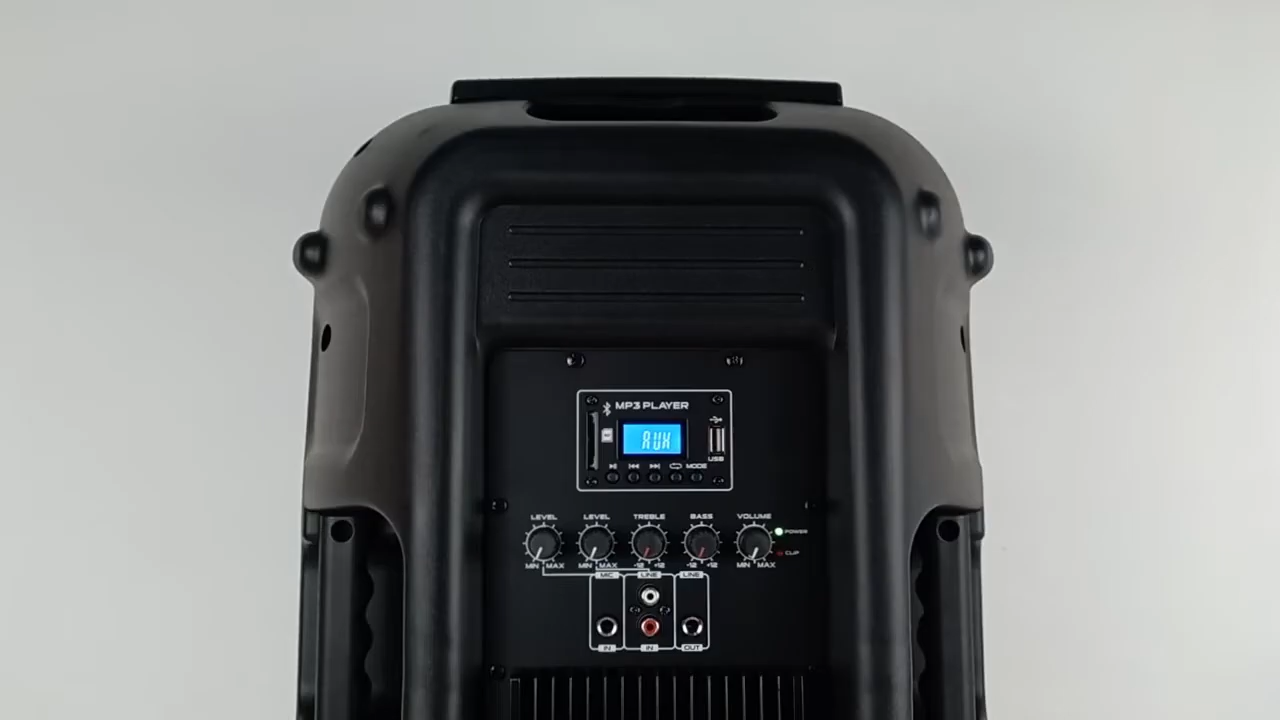 MP3 PLAYER
AUX
USB
MODE
LEVEL LEVEL TREBLE BASS VOLUME
POWER
CLIP
MIN MAX MIN MAX -12 +12 -12 +12 MIN MAX
MIC LINE LINE
IN IN OUT